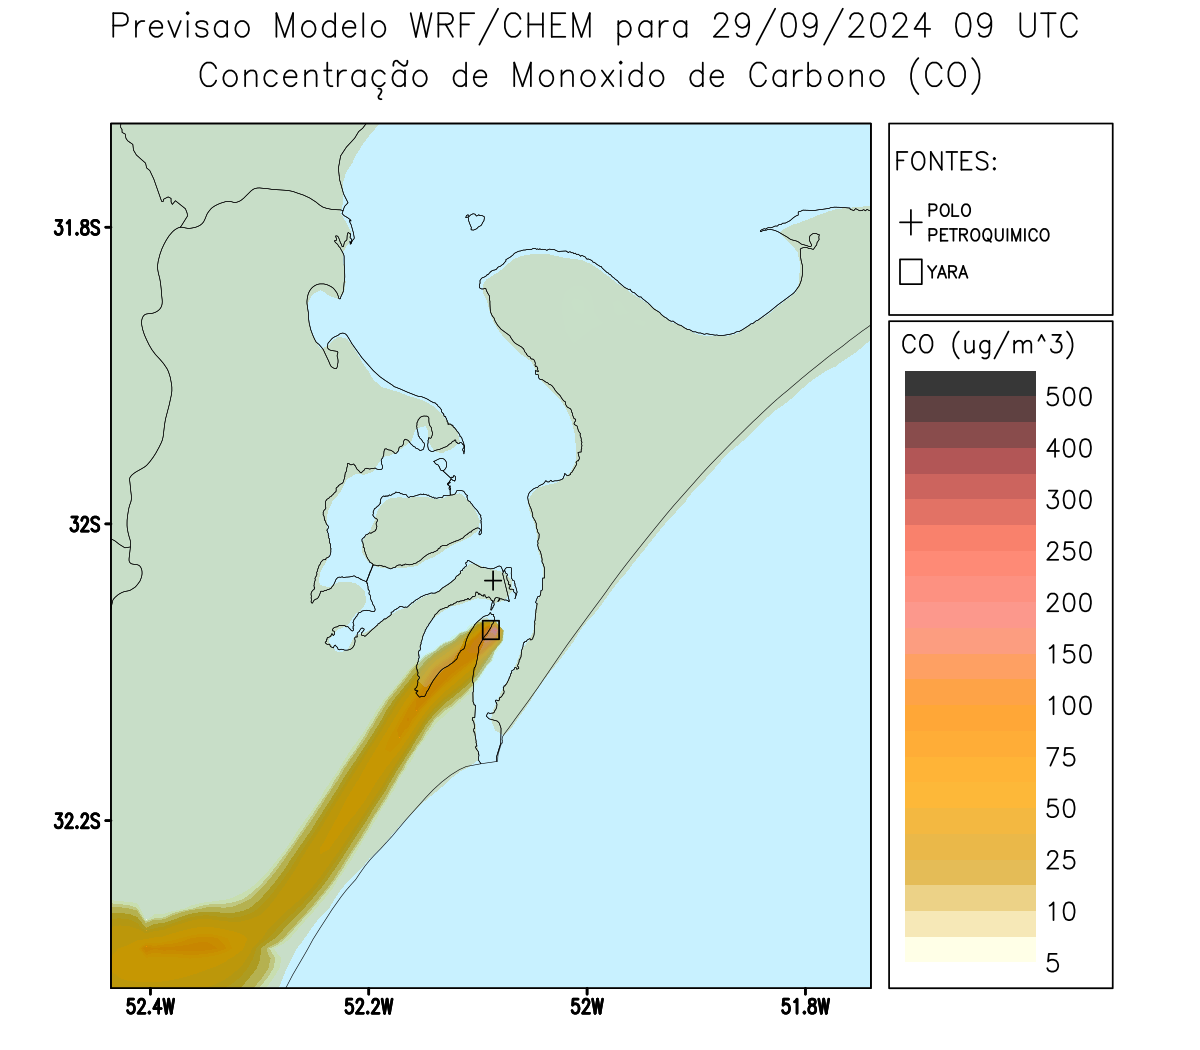 Previsao Modelo WRF/CHEM para 29/09/2024 09 UTC
Concentração de Monoxido de Carbono (CO)
FONTES:
POLO
PETROQUIMICO
YARA
CO (ug/m^3)
500
400
300
250
200
150
100
75
50
25
10
5
31.8S
32S
32.2S
52.4W
52.2W
52W
51.8W